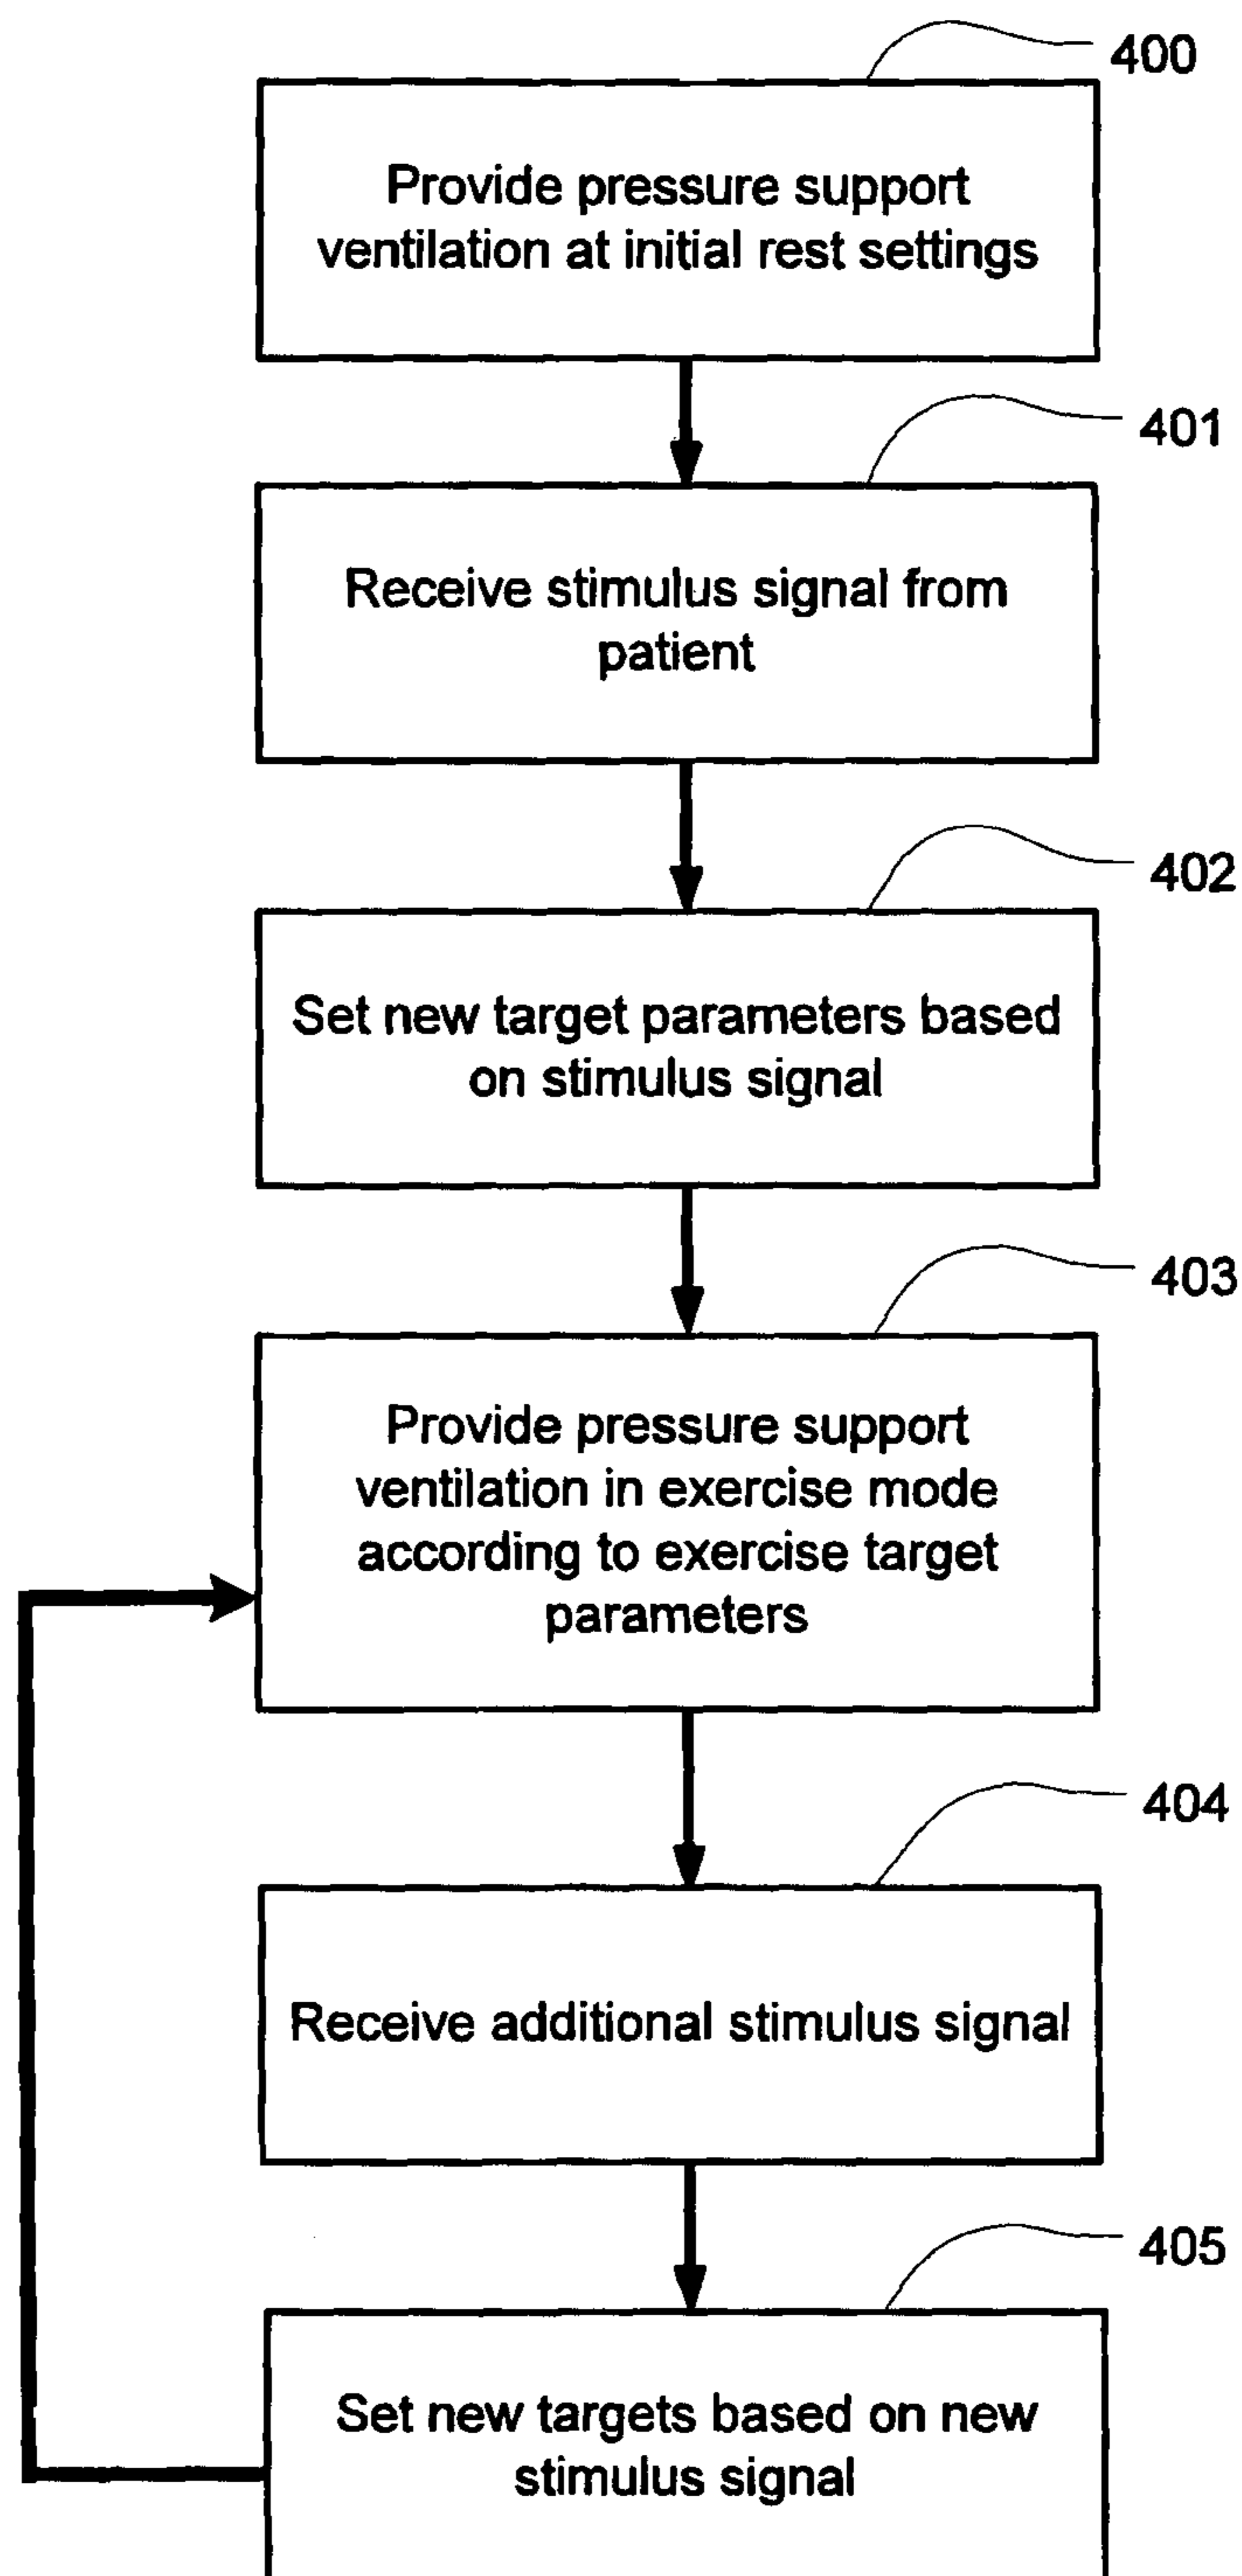 400
Provide pressure support
ventilation at initial rest settings
401
Receive stimulus signal from
patient
402
Set new target parameters based
on stimulus signal
403
Provide pressure support
ventilation in exercise mode
according to exercise target
parameters
404
Receive additional stimulus signal
405
Set new targets based on new
stimulus signal